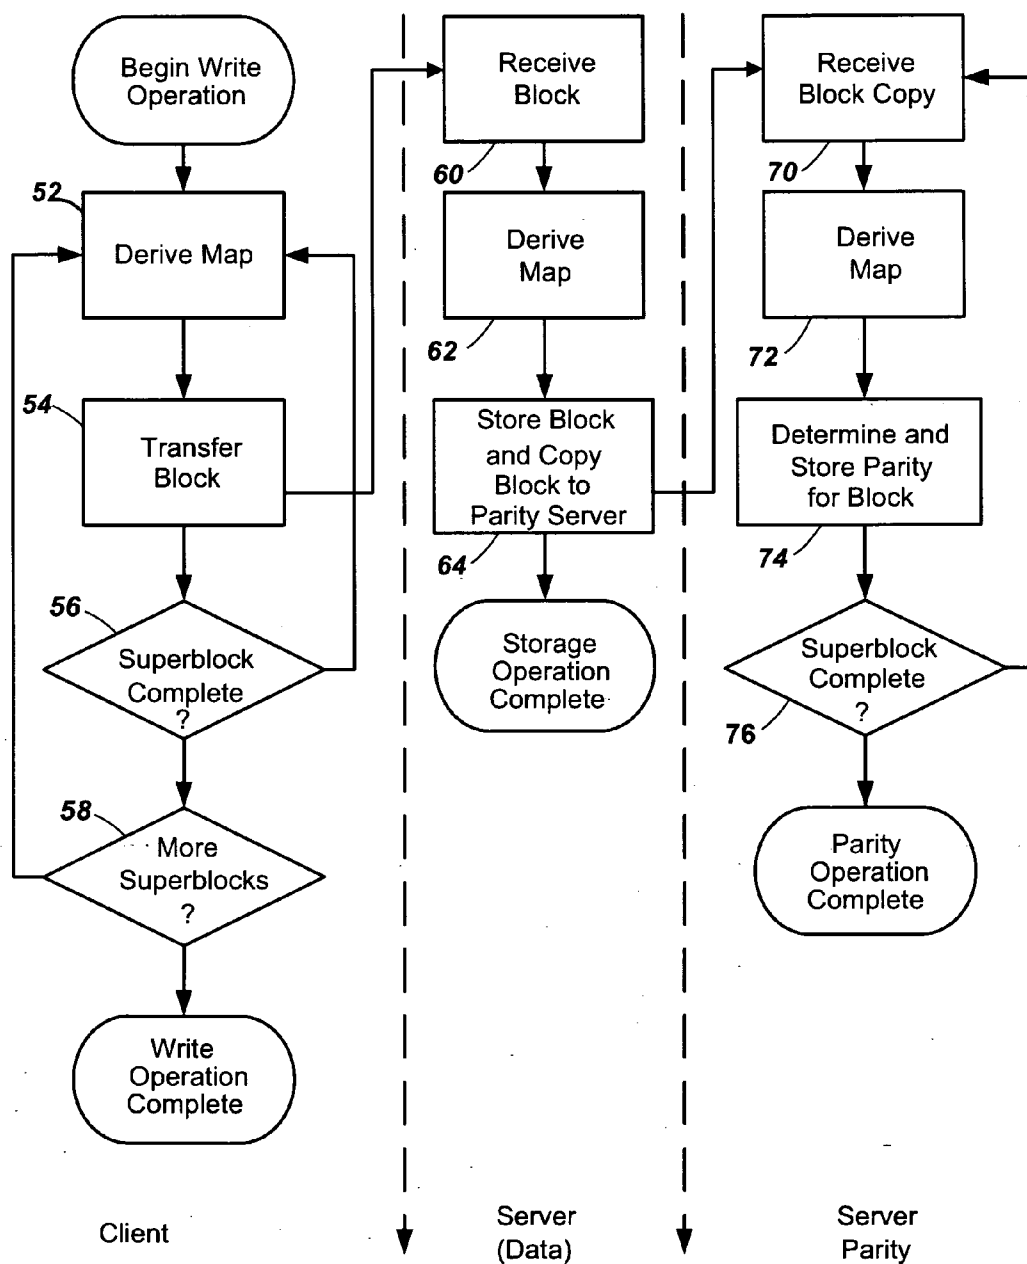 Begin Write
Operation
52
Derive Map
54
Transfer
Block
56
Superblock
Complete
?
58
More
Superblocks
?
Write
Operation
Complete
Client
Receive
Block
60
Derive
Map
62
Store Block
and Copy
Block to
Parity Server
64
Storage
Operation
Complete
Server
(Data)
Receive
Block Copy
70
Derive
Map
72
Determine and
Store Parity
for Block
74
Superblock
Complete
?
76
Parity
Operation
Complete
Server
Parity